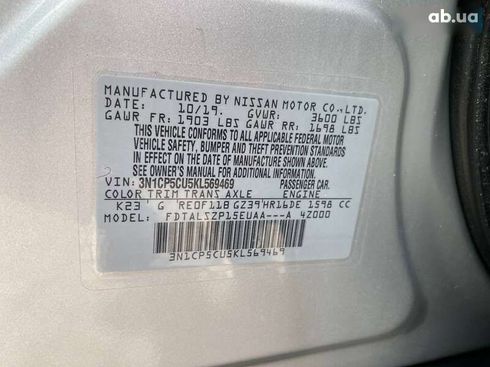 ab.ua
MANUFACTURED BY NISSAN MOTOR CO.,LTD.
DATE: 10/19. GVWR: 3600 LBS
GAWR FR: 1903 LBS GAWR RR: 1698 LBS
THIS VEHICLE CONFORMS TO ALL APPLICABLE FEDERAL MOTOR
VEHICLE SAFETY, BUMPER AND THEFT PREVENTION STANDARDS
IN EFFECT ON THE DATE OF MANUFACTURE SHOWN ABOVE.
SEE OWNER'S MANUAL FOR ADDITIONAL INFORMATION
VIN: 3N1CP5CU5KL569469 PASSENGER CAR
COLOR TRIM TRANS AXLE ENGINE
K23 G RE0F11B GZ39 HR16DE 1598 CC
MODEL: FDTALSZP15EUAA---A 4Z000
3N1CP5CU5KL569469